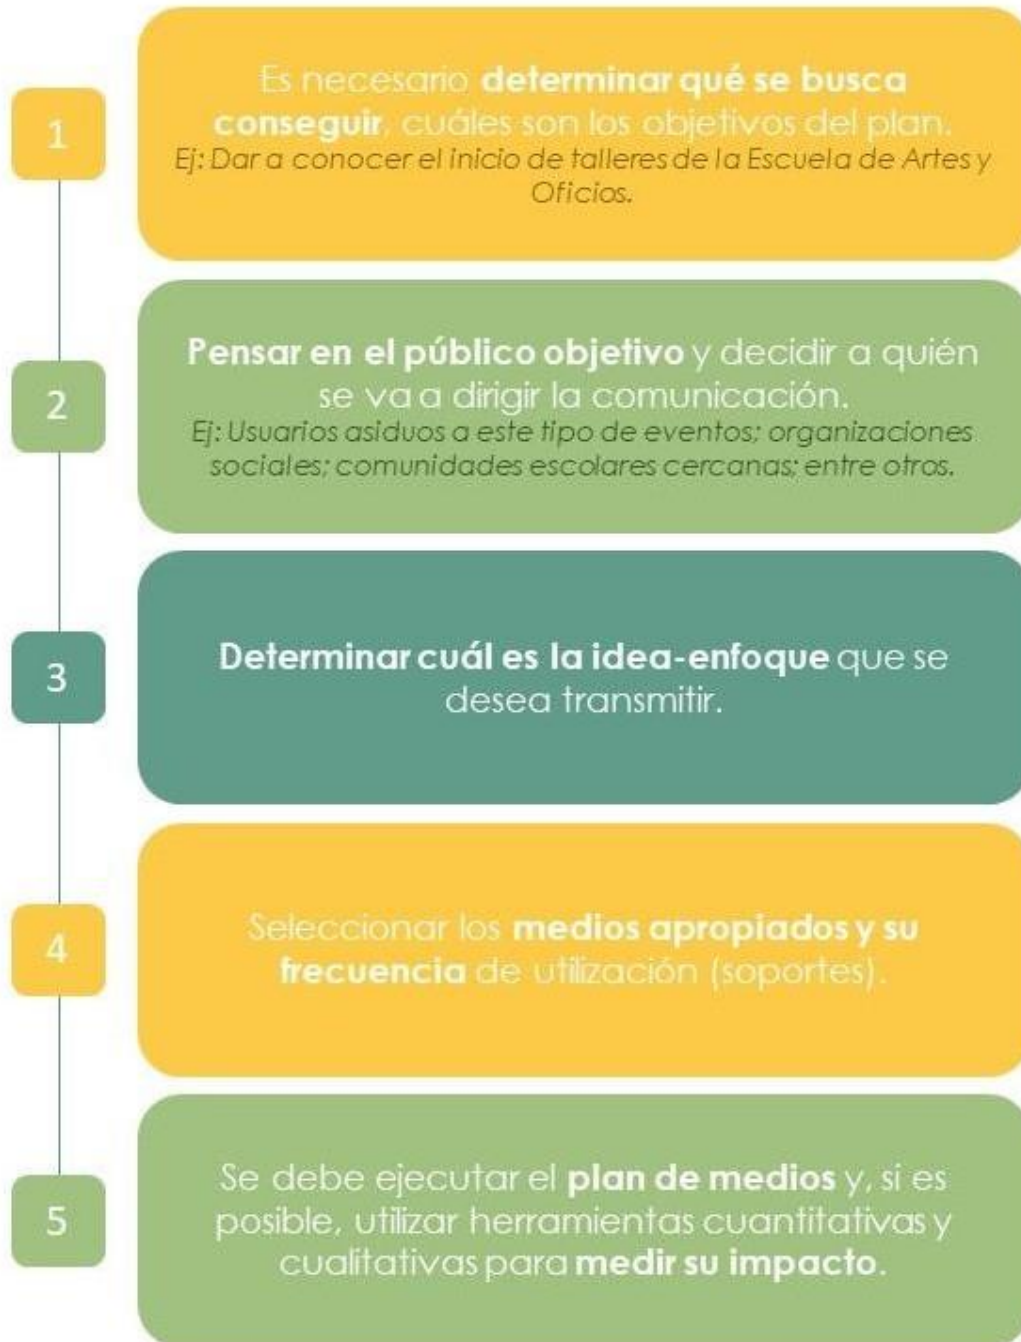 1
Es necesario determinar qué se busca
conseguir, cuáles son los objetivos del plan.
Ej: Dar a conocer el inicio de talleres de la Escuela de Artes y
Oficios.
2
Pensar en el público objetivo y decidir a quién
se va a dirigir la comunicación.
Ej: Usuarios asiduos a este tipo de eventos; organizaciones
sociales; comunidades escolares cercanas; entre otros.
3
Determinar cuál es la idea-enfoque que se
desea transmitir.
4
Seleccionar los medios apropiados y su
frecuencia de utilización (soportes).
5
Se debe ejecutar el plan de medios y, si es
posible, utilizar herramientas cuantitativas y
cualitativas para medir su impacto.